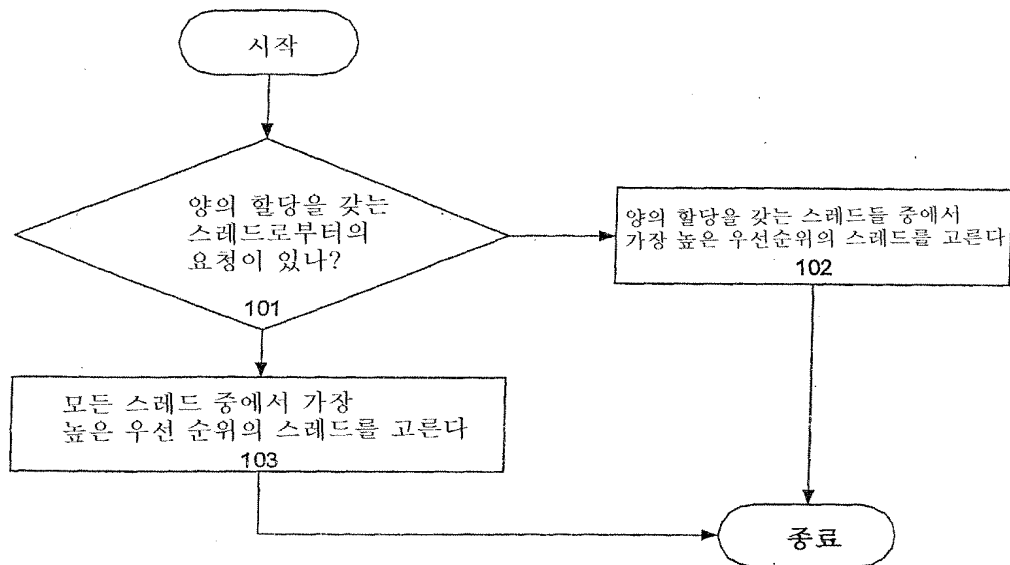 시작
양의 할당을 갖는
스레드로부터의
요청이 있나?
101
양의 할당을 갖는 스레드들 중에서
가장 높은 우선순위의 스레드를 고른다
102
모든 스레드 중에서 가장
높은 우선 순위의 스레드를 고른다
103
종료